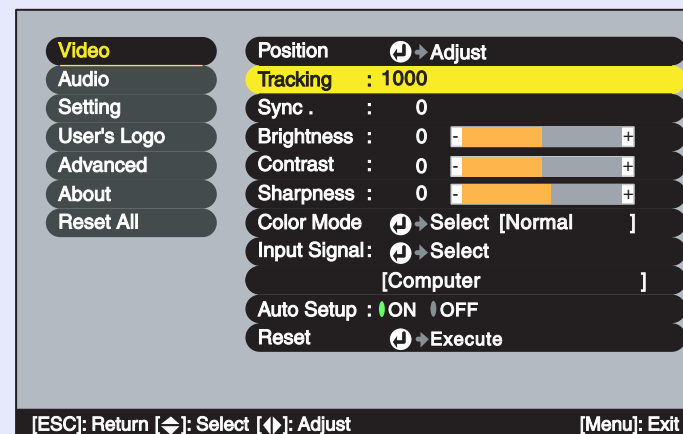 Video
Audio
Setting
User's Logo
Advanced
About
Reset All
Position Adjust
Tracking : 1000
Sync . : 0
Brightness : 0 - +
Contrast : 0 - +
Sharpness : 0 - +
Color Mode Select [Normal ]
Input Signal: Select
[Computer ]
Auto Setup : ON OFF
Reset Execute
[ESC]: Return [ ]: Select [ ]: Adjust [Menu]: Exit